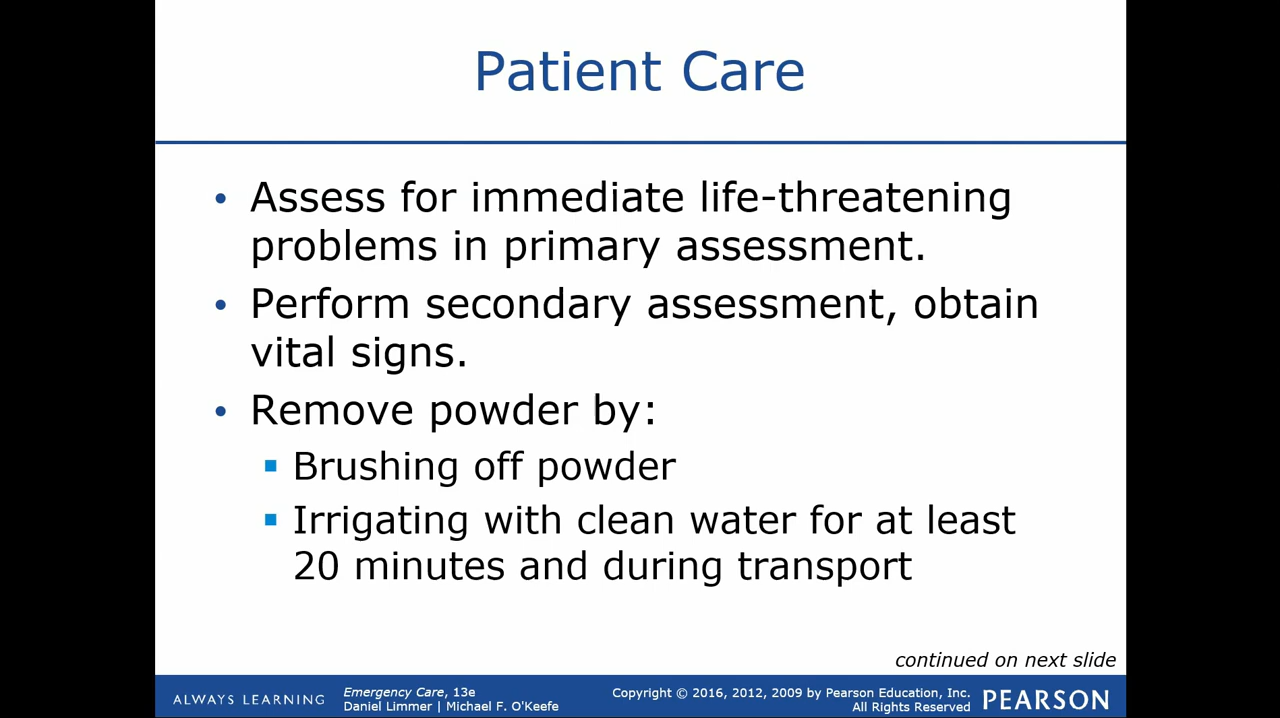 Patient Care
• Assess for immediate life-threatening
problems in primary assessment.
• Perform secondary assessment, obtain
vital signs.
• Remove powder by:
▪ Brushing off powder
▪ Irrigating with clean water for at least
20 minutes and during transport
continued on next slide
ALWAYS LEARNING
Emergency Care, 13e
Daniel Limmer | Michael F. O'Keefe
Copyright © 2016, 2012, 2009 by Pearson Education, Inc.
All Rights Reserved
PEARSON